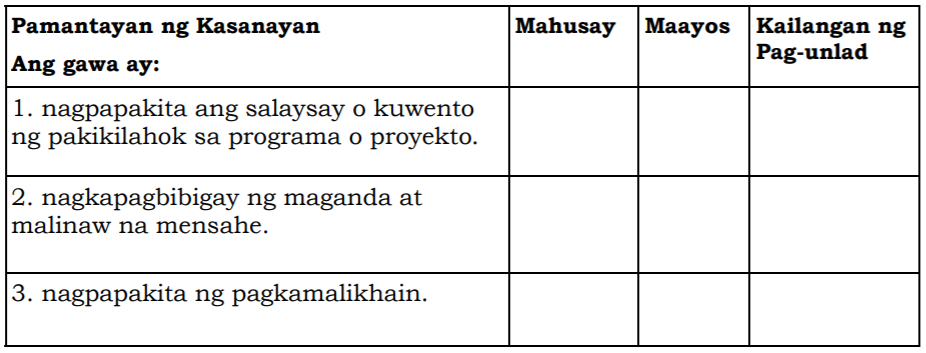 Pamantayan ng Kasanayan
Ang gawa ay:
Mahusay
Maayos
Kailangan ng
Pag-unlad
1. nagpapakita ang salaysay o kuwento
ng pakikilahok sa programa o proyekto.
2. nagkapagbibigay ng maganda at
malinaw na mensahe.
3. nagpapakita ng pagkamalikhain.